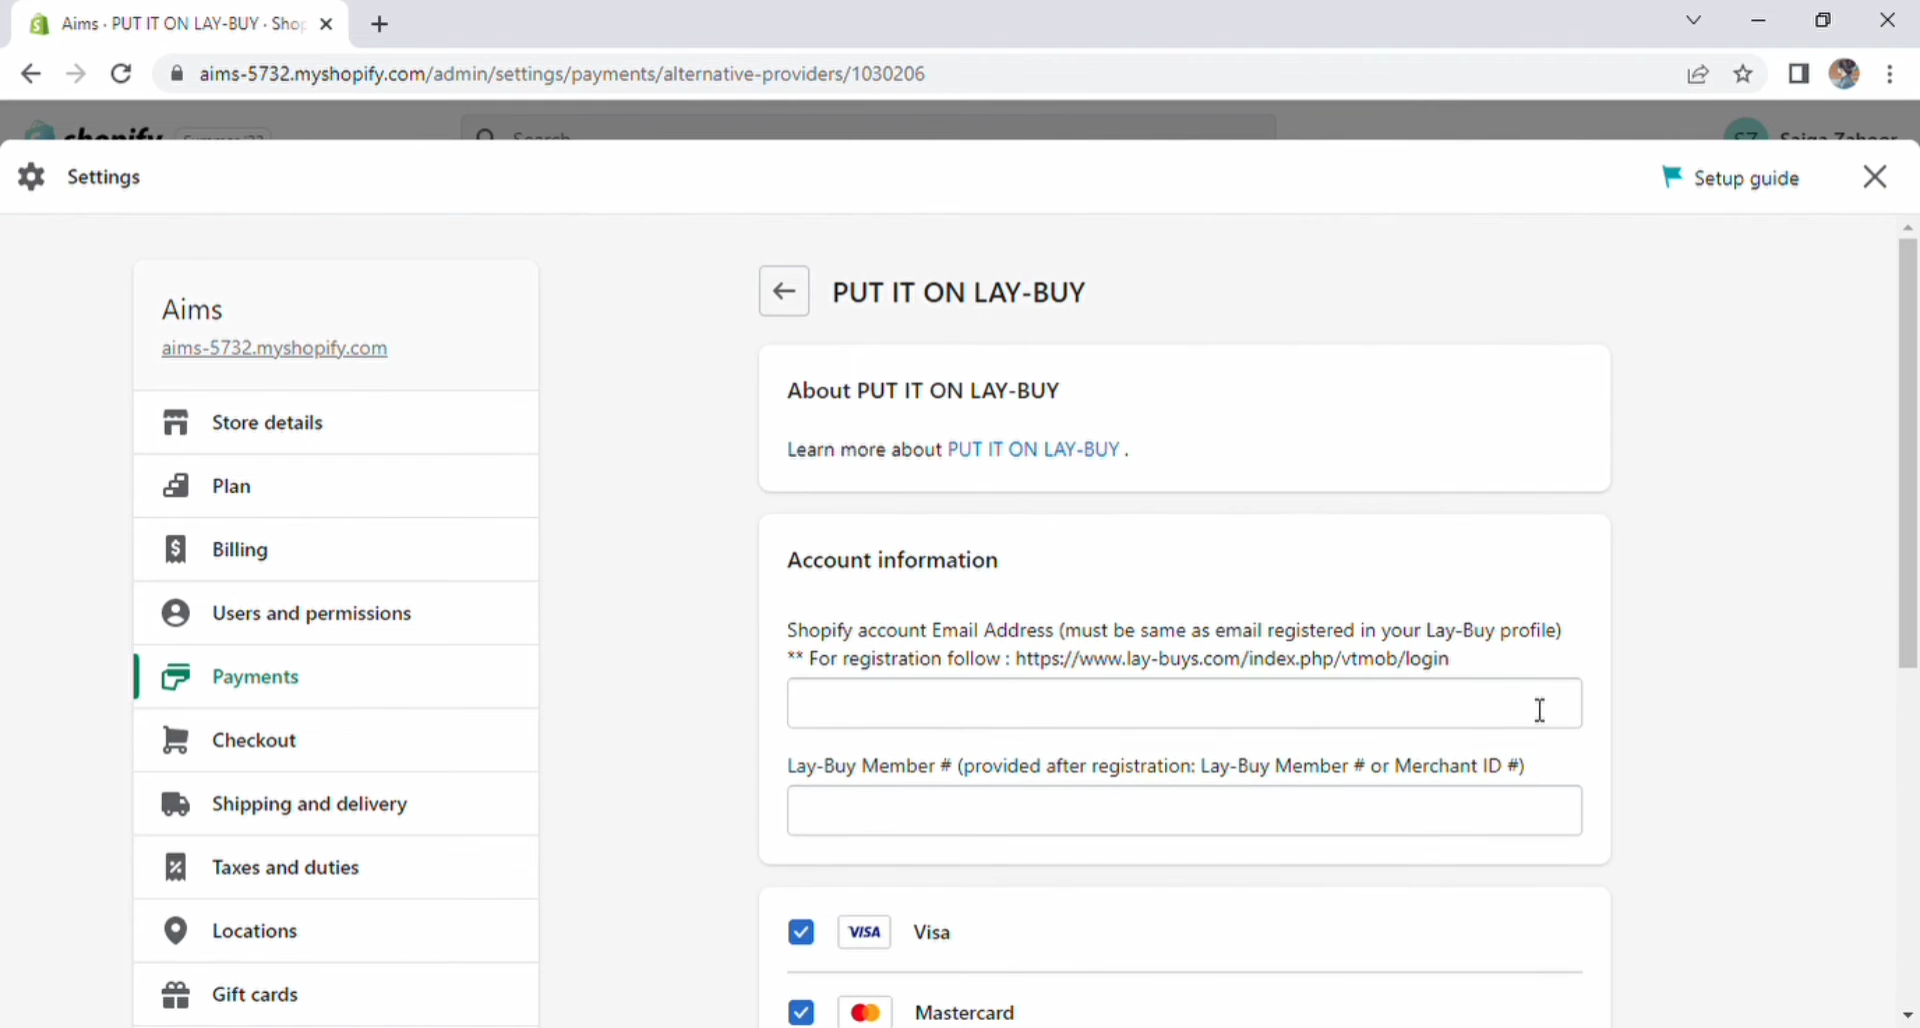 Aims · PUT IT ON LAY-BUY · Shop
aims-5732.myshopify.com/admin/settings/payments/alternative-providers/1030206
shopify
Search
Settings
Setup guide
Aims
aims-5732.myshopify.com
Store details
Plan
Billing
Users and permissions
Payments
Checkout
Shipping and delivery
Taxes and duties
Locations
Gift cards
PUT IT ON LAY-BUY
About PUT IT ON LAY-BUY
Learn more about PUT IT ON LAY-BUY .
Account information
Shopify account Email Address (must be same as email registered in your Lay-Buy profile)
** For registration follow : https://www.lay-buys.com/index.php/vtmob/login
Lay-Buy Member # (provided after registration: Lay-Buy Member # or Merchant ID #)
VISA Visa
Mastercard